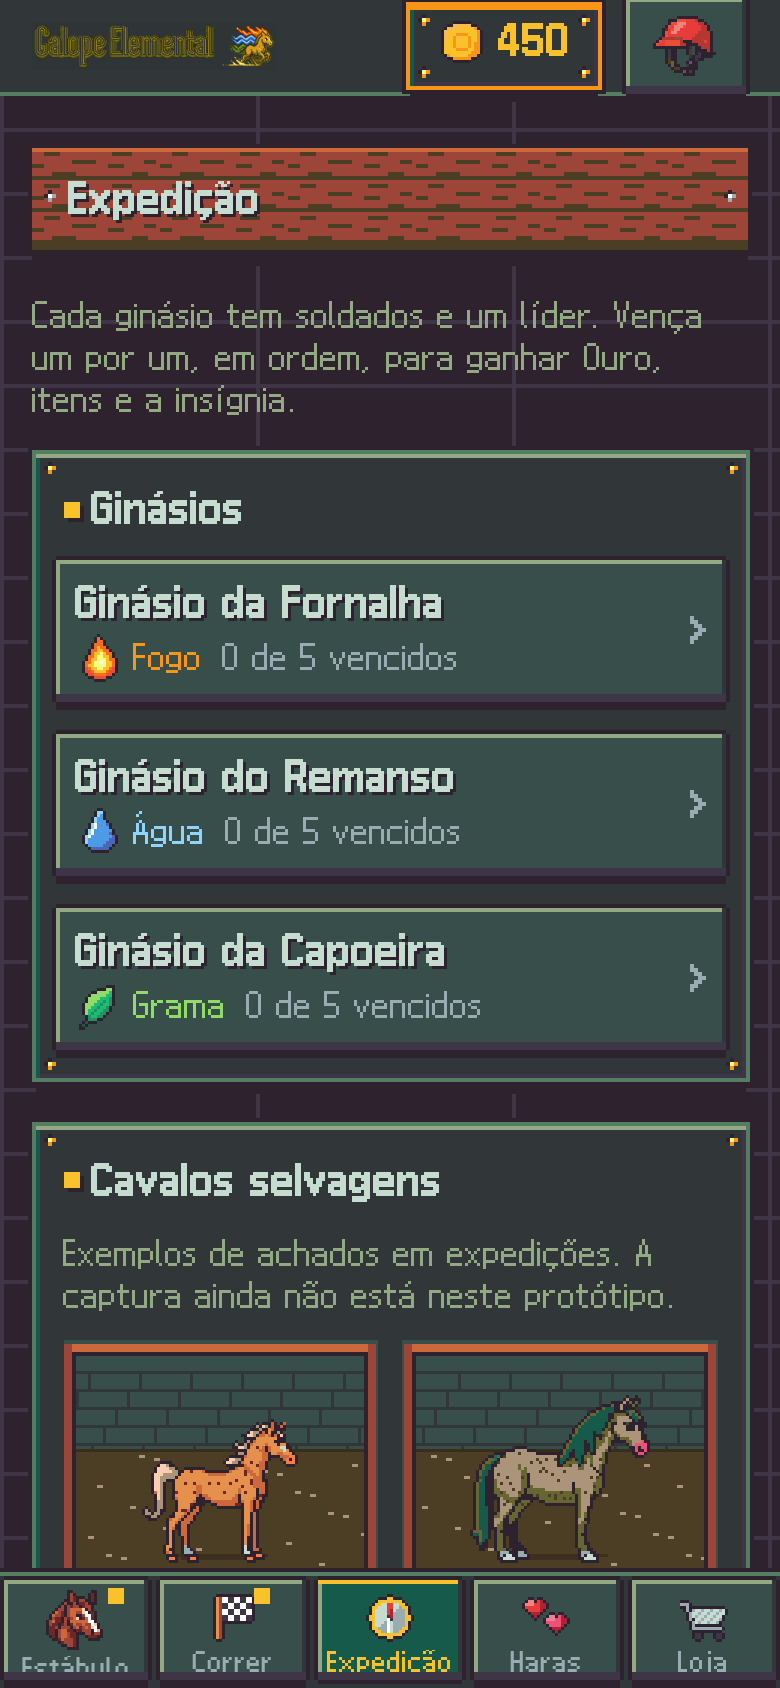 Galope Elemental
450
Expedição
Cada ginásio tem soldados e um líder. Vença
um por um, em ordem, para ganhar Ouro,
itens e a insígnia.
Ginásios
Ginásio da Fornalha
Fogo 0 de 5 vencidos
Ginásio do Remanso
Água 0 de 5 vencidos
Ginásio da Capoeira
Grama 0 de 5 vencidos
Cavalos selvagens
Exemplos de achados em expedições. A
captura ainda não está neste protótipo.
Estábulo
Correr
Expedição
Haras
Loja